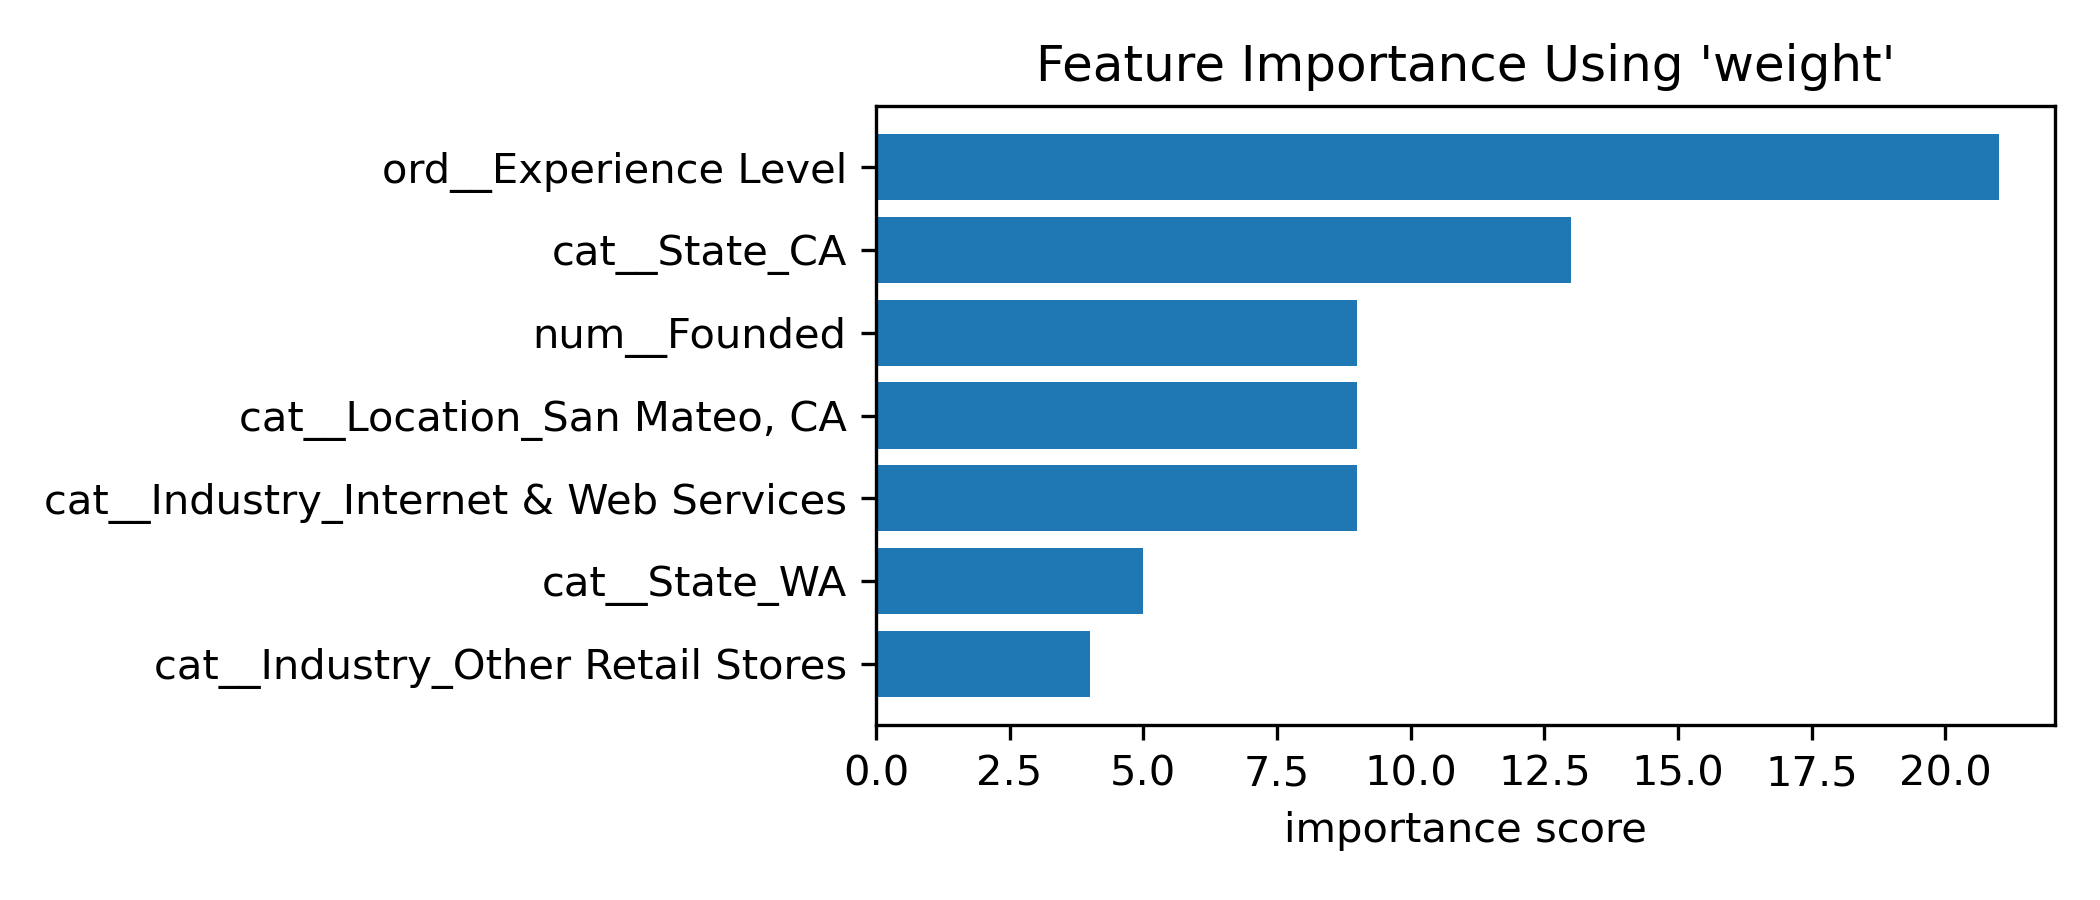 Feature Importance Using 'weight'
ord__Experience Level
cat__State_CA
num__Founded
cat__Location_San Mateo, CA
cat__Industry_Internet & Web Services
cat__State_WA
cat__Industry_Other Retail Stores
0.0 2.5 5.0 7.5 10.0 12.5 15.0 17.5 20.0
importance score